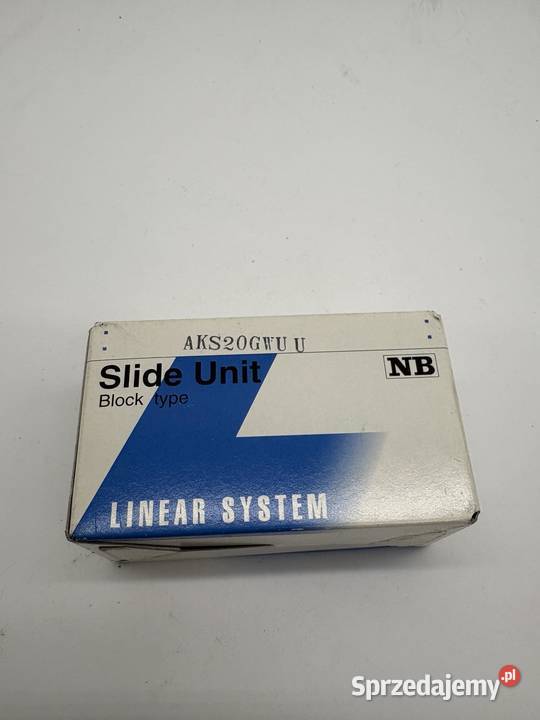 AKS20GWU U
Slide Unit
NB
Block type
LINEAR SYSTEM
Sprzedajemy.pl